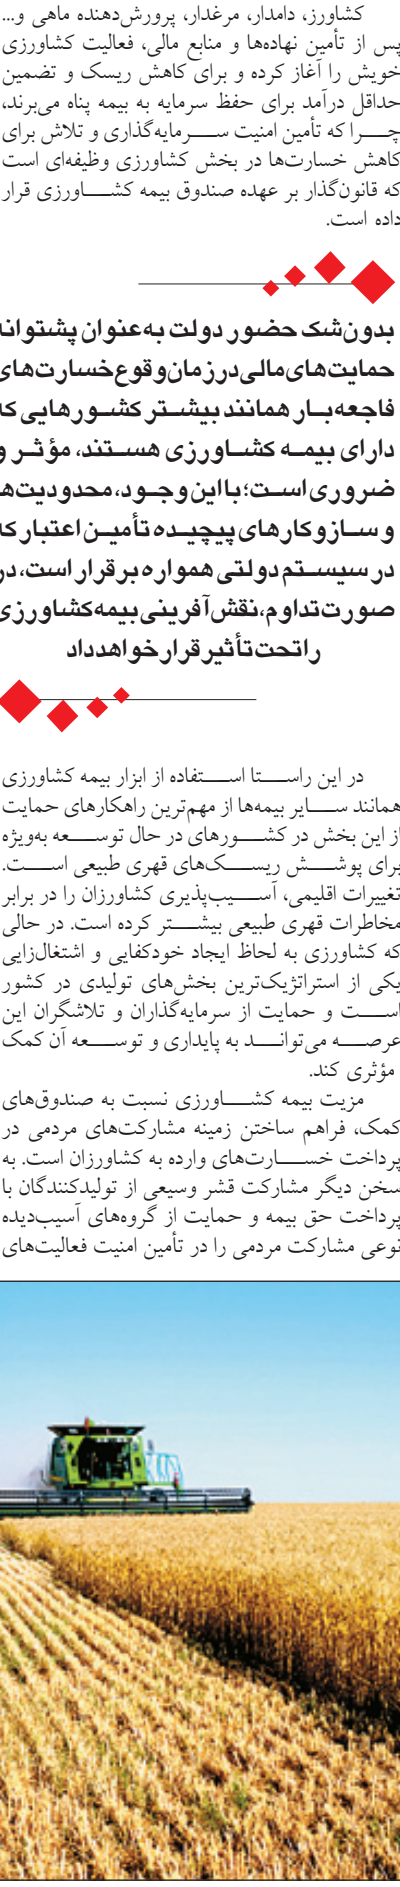 کشاورز، دامدار، مرغدار، پرورش‌دهنده ماهی و...
پس از تأمین نهاده‌ها و منابع مالی، فعالیت کشاورزی
خویش را آغاز کرده و برای کاهش ریسک و تضمین
حداقل درآمد برای حفظ سرمایه به بیمه پناه می‌برند،
چرا که تأمین امنیت سرمایه‌گذاری و تلاش برای
کاهش خسارت‌ها در بخش کشاورزی وظیفه‌ای است
که قانون‌گذار بر عهده صندوق بیمه کشاورزی قرار
داده است.
بدون‌شک حضور دولت به‌عنوان پشتوانه
حمایت‌های مالی در زمان وقوع خسارت‌های
فاجعه‌بار همانند بیشتر کشورهایی که
دارای بیمه کشاورزی هستند، مؤثر و
ضروری است؛ با این وجود، محدودیت‌ها
و سازوکارهای پیچیده تأمین اعتبار که
در سیستم دولتی همواره برقرار است، در
صورت تداوم، نقش آفرینی بیمه کشاورزی
را تحت تأثیر قرار خواهد داد
در این راستا استفاده از ابزار بیمه کشاورزی
همانند سایر بیمه‌ها از مهم‌ترین راهکارهای حمایت
از این بخش در کشورهای در حال توسعه به‌ویژه
برای پوشش ریسک‌های قهری طبیعی است.
تغییرات اقلیمی، آسیب‌پذیری کشاورزان را در برابر
مخاطرات قهری طبیعی بیشتر کرده است. در حالی
که کشاورزی به لحاظ ایجاد خودکفایی و اشتغال‌زایی
یکی از استراتژیک‌ترین بخش‌های تولیدی در کشور
است و حمایت از سرمایه‌گذاران و تلاشگران این
عرصه می‌تواند به پایداری و توسعه آن کمک
مؤثری کند.
مزیت بیمه کشاورزی نسبت به صندوق‌های
کمک، فراهم ساختن زمینه مشارکت‌های مردمی در
پرداخت خسارت‌های وارده به کشاورزان است. به
سخن دیگر مشارکت قشر وسیعی از تولیدکنندگان با
پرداخت حق بیمه و حمایت از گروه‌های آسیب‌دیده
نوعی مشارکت مردمی را در تأمین امنیت فعالیت‌های